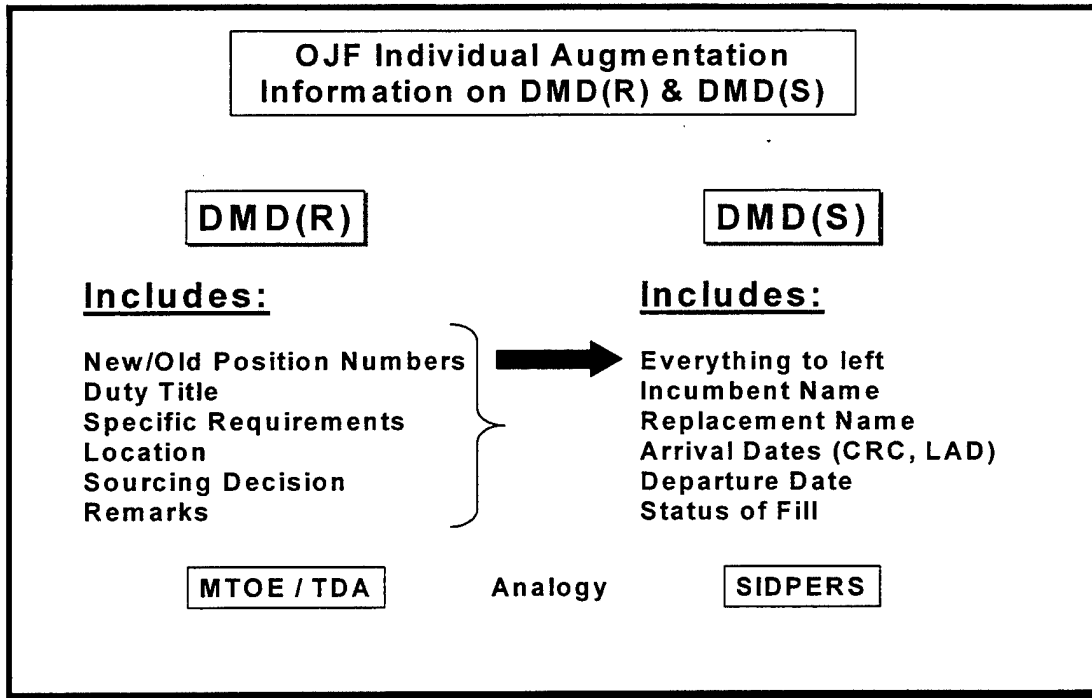 OJF Individual Augmentation
Information on DMD(R) & DMD(S)
DMD(R)
Includes:
New/Old Position Numbers
Duty Title
Specific Requirements
Location
Sourcing Decision
Remarks
MTOE / TDA
Analogy
DMD(S)
Includes:
Everything to left
Incumbent Name
Replacement Name
Arrival Dates (CRC, LAD)
Departure Date
Status of Fill
SIDPERS